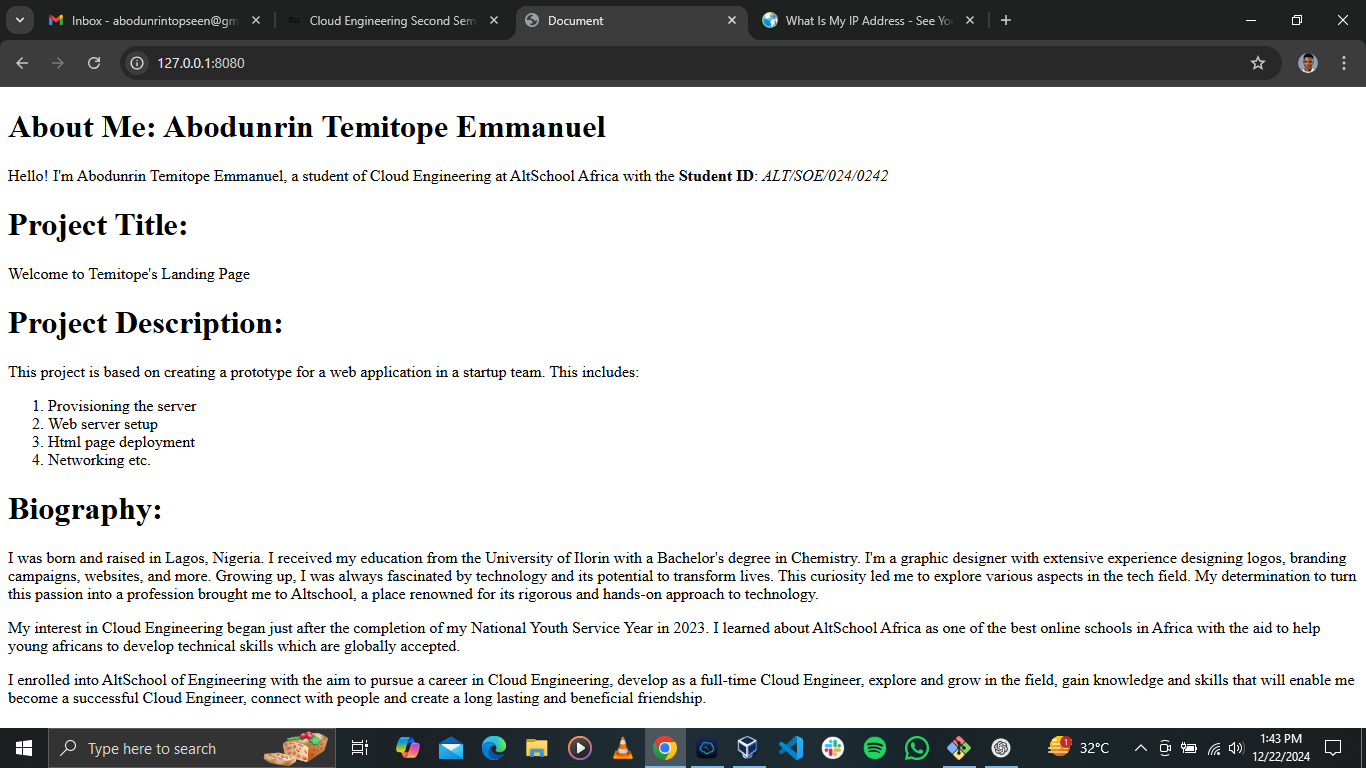 Inbox - abodunrintopseen@gm
Cloud Engineering Second Sem
Document
What Is My IP Address - See Yo
127.0.0.1:8080
About Me: Abodunrin Temitope Emmanuel
Hello! I'm Abodunrin Temitope Emmanuel, a student of Cloud Engineering at AltSchool Africa with the Student ID: ALT/SOE/024/0242
Project Title:
Welcome to Temitope's Landing Page
Project Description:
This project is based on creating a prototype for a web application in a startup team. This includes:
1. Provisioning the server
2. Web server setup
3. Html page deployment
4. Networking etc.
Biography:
I was born and raised in Lagos, Nigeria. I received my education from the University of Ilorin with a Bachelor's degree in Chemistry. I'm a graphic designer with extensive experience designing logos, branding
campaigns, websites, and more. Growing up, I was always fascinated by technology and its potential to transform lives. This curiosity led me to explore various aspects in the tech field. My determination to turn
this passion into a profession brought me to Altschool, a place renowned for its rigorous and hands-on approach to technology.
My interest in Cloud Engineering began just after the completion of my National Youth Service Year in 2023. I learned about AltSchool Africa as one of the best online schools in Africa with the aid to help
young africans to develop technical skills which are globally accepted.
I enrolled into AltSchool of Engineering with the aim to pursue a career in Cloud Engineering, develop as a full-time Cloud Engineer, explore and grow in the field, gain knowledge and skills that will enable me
become a successful Cloud Engineer, connect with people and create a long lasting and beneficial friendship.
Type here to search
1
32°C
1:43 PM
12/22/2024